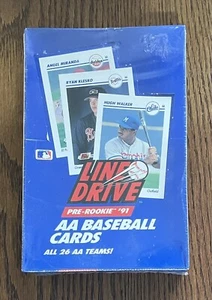 ANGEL MIRANDA
RYAN KLESKO
HUGH WALKER
LINE
DRIVE
PRE-ROOKIE '91
AA BASEBALL
CARDS
ALL 26 AA TEAMS!